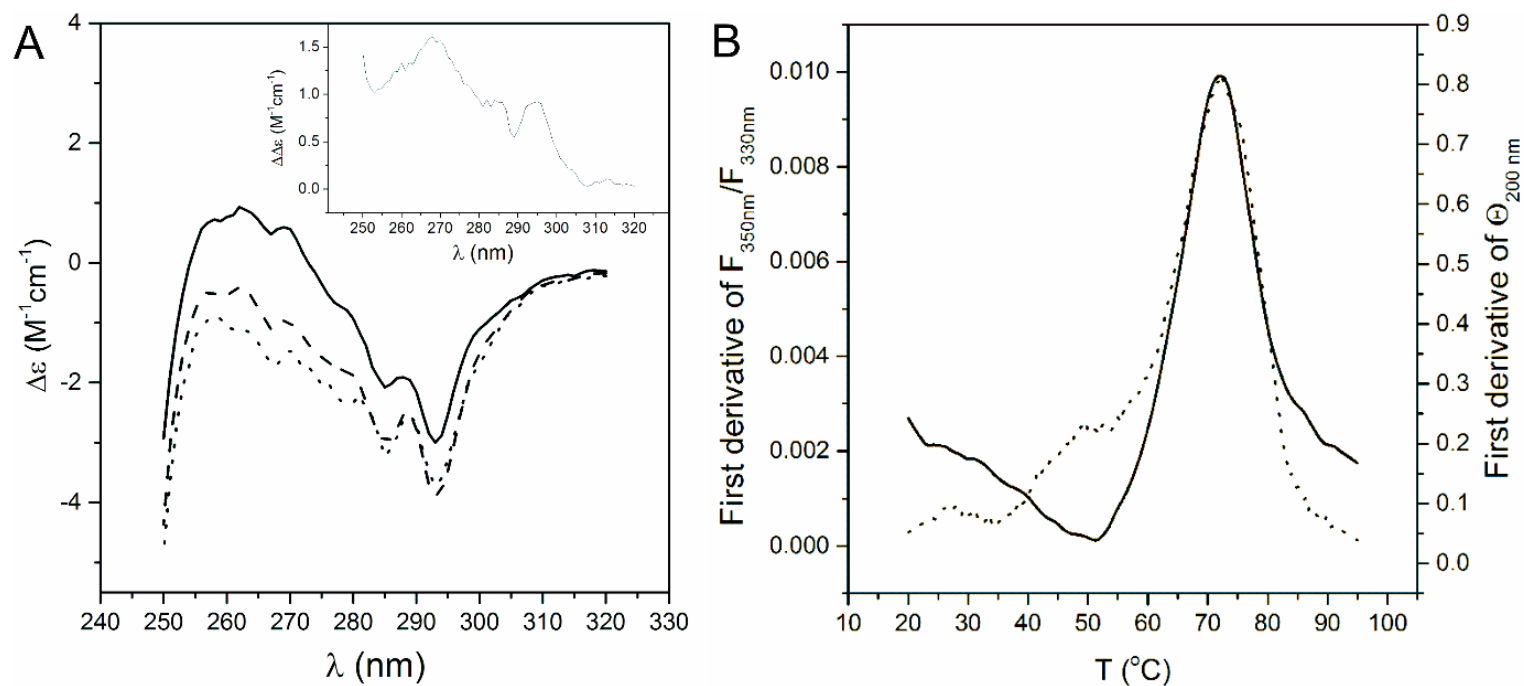 A
4
2
0
-2
-4
Δε (M⁻¹cm⁻¹)
240 250 260 270 280 290 300 310 320 330
λ (nm)
1.5
1.0
0.5
0.0
ΔΔε (M⁻¹cm⁻¹)
250 260 270 280 290 300 310 320
λ (nm)
B
0.010
0.008
0.006
0.004
0.002
0.000
First derivative of F350nm/F330nm
10 20 30 40 50 60 70 80 90 100
T (°C)
0.9
0.8
0.7
0.6
0.5
0.4
0.3
0.2
0.1
0.0
First derivative of Θ200 nm